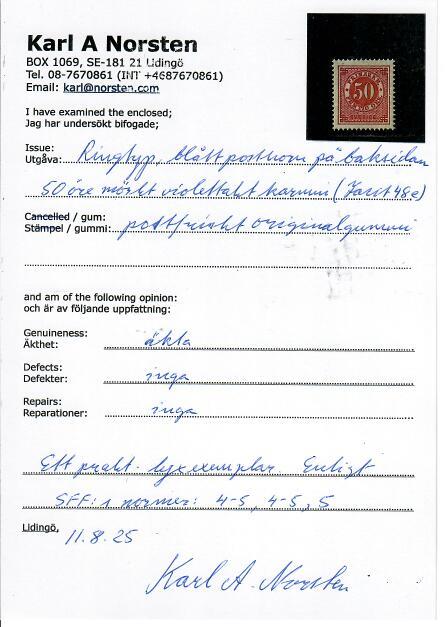 Karl A Norsten
BOX 1069, SE-181 21 Lidingö
Tel. 08-7670861 (INT +4687670861)
Email: karl@norsten.com
50
SVERIGE
I have examined the enclosed;
Jag har undersökt bifogade;
Issue:
Utgåva: Ringtyp, blått posthorn på baksidan
50 öre mörkt violettakt karmin (Facit 48e)
Cancelled / gum:
Stämpel / gummi: postfriskt originalgummi
and am of the following opinion:
och är av följande uppfattning:
Genuineness:
Äkthet: äkta
Defects:
Defekter: inga
Repairs:
Reparationer: inga
Ett prakt-lyxexemplar Enligt
SFF:s normer: 4-5, 4-5, 5
Lidingö, 11.8.25
Karl A. Norsten